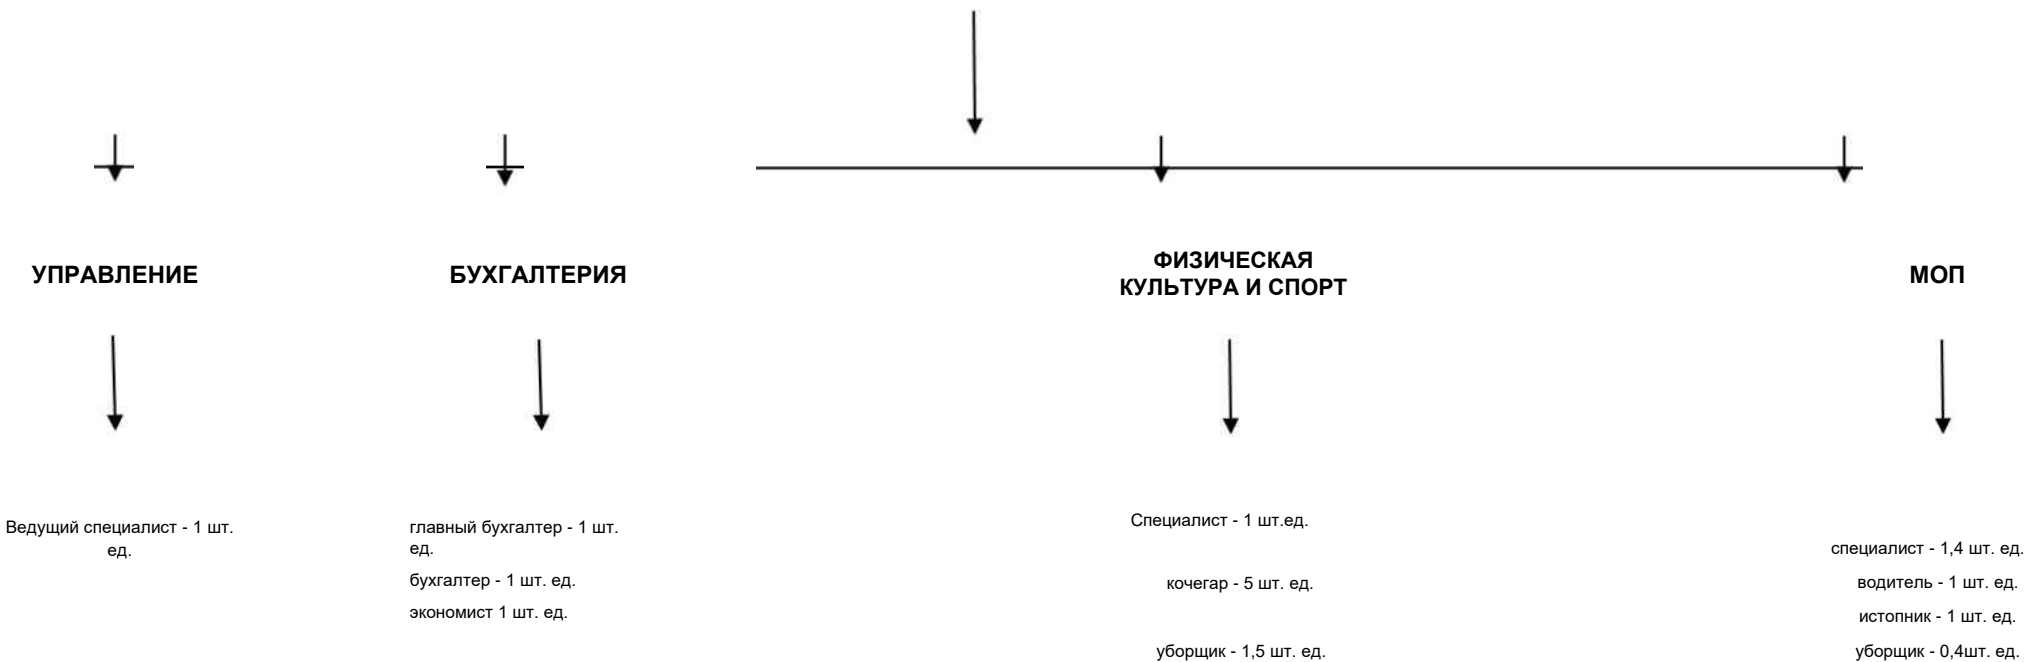 УПРАВЛЕНИЕ
БУХГАЛТЕРИЯ
ФИЗИЧЕСКАЯ
КУЛЬТУРА И СПОРТ
МОП
Ведущий специалист - 1 шт.
ед.
главный бухгалтер - 1 шт.
ед.
бухгалтер - 1 шт. ед.
экономист 1 шт. ед.
Специалист - 1 шт.ед.
кочегар - 5 шт. ед.
уборщик - 1,5 шт. ед.
специалист - 1,4 шт. ед.
водитель - 1 шт. ед.
истопник - 1 шт. ед.
уборщик - 0,4шт. ед.